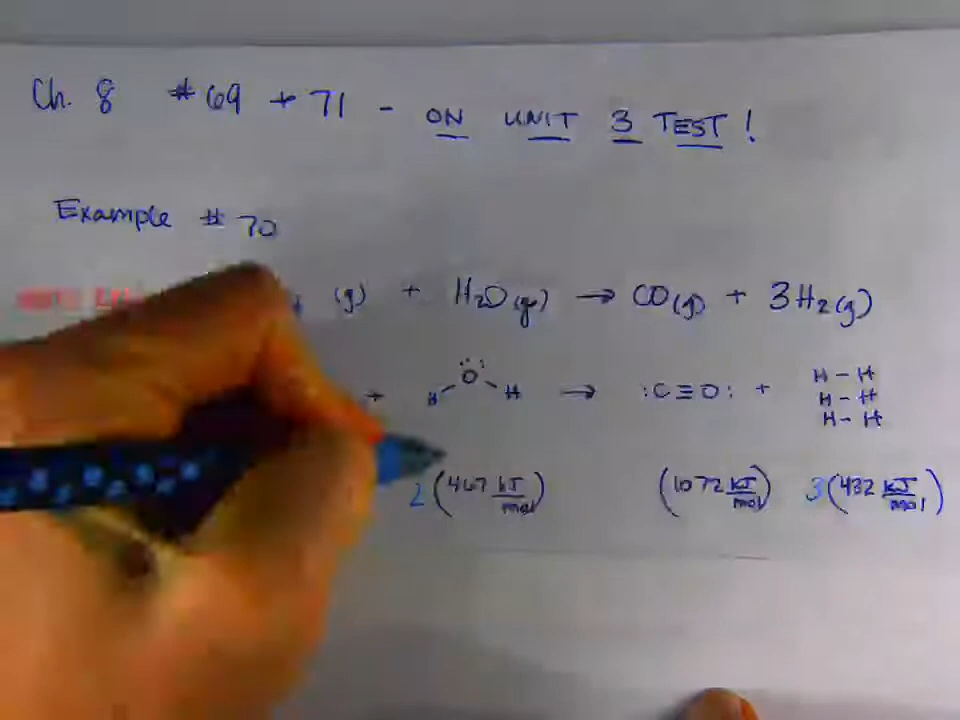 Ch. 8 #69 + 71 - ON UNIT 3 TEST!
Example #70
(g) + H₂O(g) → CO(g) + 3H₂(g)
+ H-Ö-H → :C≡O: + H-H
H-H
H-H
2(467 kJ/mol) (1072 kJ/mol) 3(432 kJ/mol)